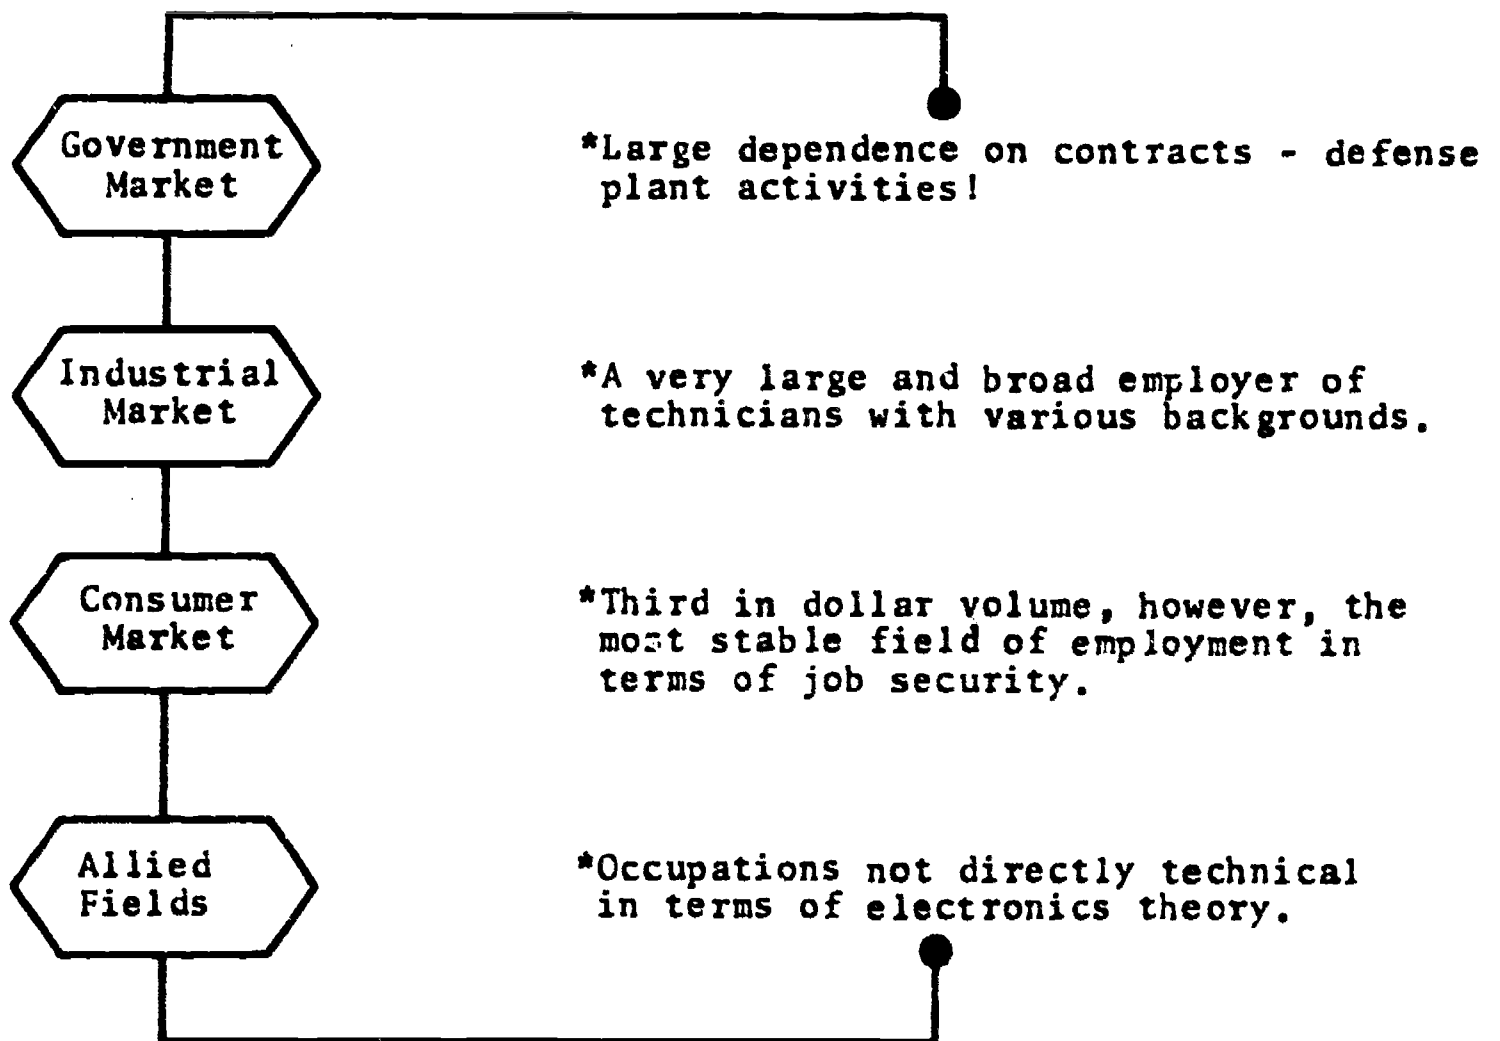 Government
Market
*Large dependence on contracts - defense
plant activities!
Industrial
Market
*A very large and broad employer of
technicians with various backgrounds.
Consumer
Market
*Third in dollar volume, however, the
most stable field of employment in
terms of job security.
Allied
Fields
*Occupations not directly technical
in terms of electronics theory.